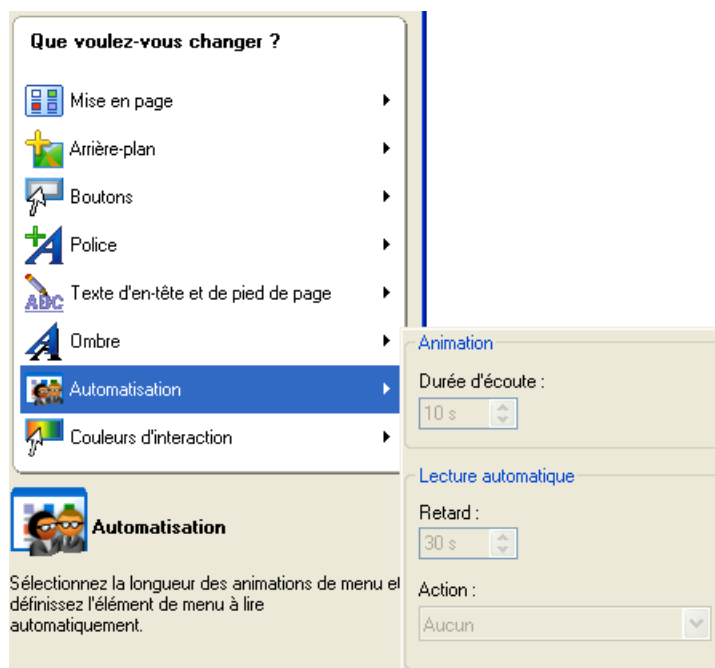 Que voulez-vous changer ?
Mise en page
Arrière-plan
Boutons
Police
ABC
Texte d'en-tête et de pied de page
Ombre
Automatisation
Couleurs d'interaction
Animation
Durée d'écoute :
10 s
Lecture automatique
Retard :
30 s
Action :
Aucun
Automatisation
Sélectionnez la longueur des animations de menu et
définissez l'élément de menu à lire
automatiquement.